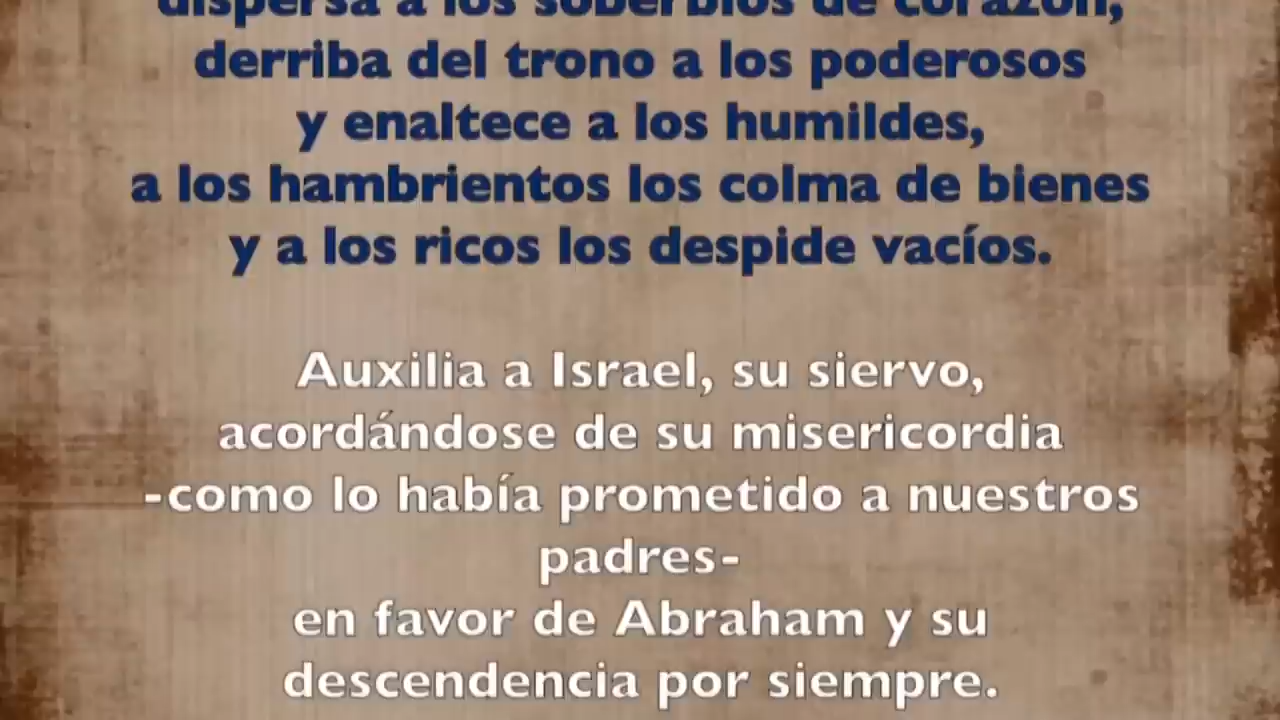 dispersa a los soberbios de corazón,
derriba del trono a los poderosos
y enaltece a los humildes,
a los hambrientos los colma de bienes
y a los ricos los despide vacíos.
Auxilia a Israel, su siervo,
acordándose de su misericordia
-como lo había prometido a nuestros
padres-
en favor de Abraham y su
descendencia por siempre.